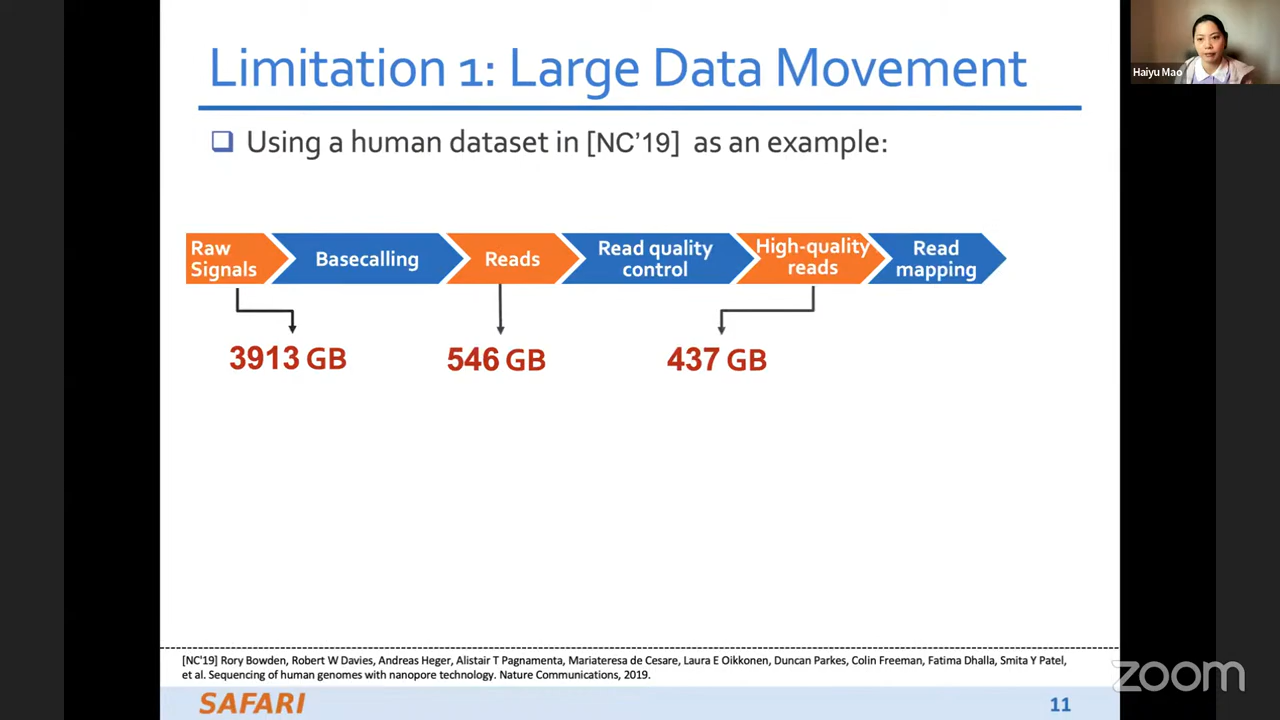 Limitation 1: Large Data Movement
Haiyu Mao
Using a human dataset in [NC’19] as an example:
Raw
Signals
Basecalling
Reads
Read quality
control
High-quality
reads
Read
mapping
3913 GB
546 GB
437 GB
[NC'19] Rory Bowden, Robert W Davies, Andreas Heger, Alistair T Pagnamenta, Mariateresa de Cesare, Laura E Oikkonen, Duncan Parkes, Colin Freeman, Fatima Dhalla, Smita Y Patel,
et al. Sequencing of human genomes with nanopore technology. Nature Communications, 2019.
SAFARI
11
zoom